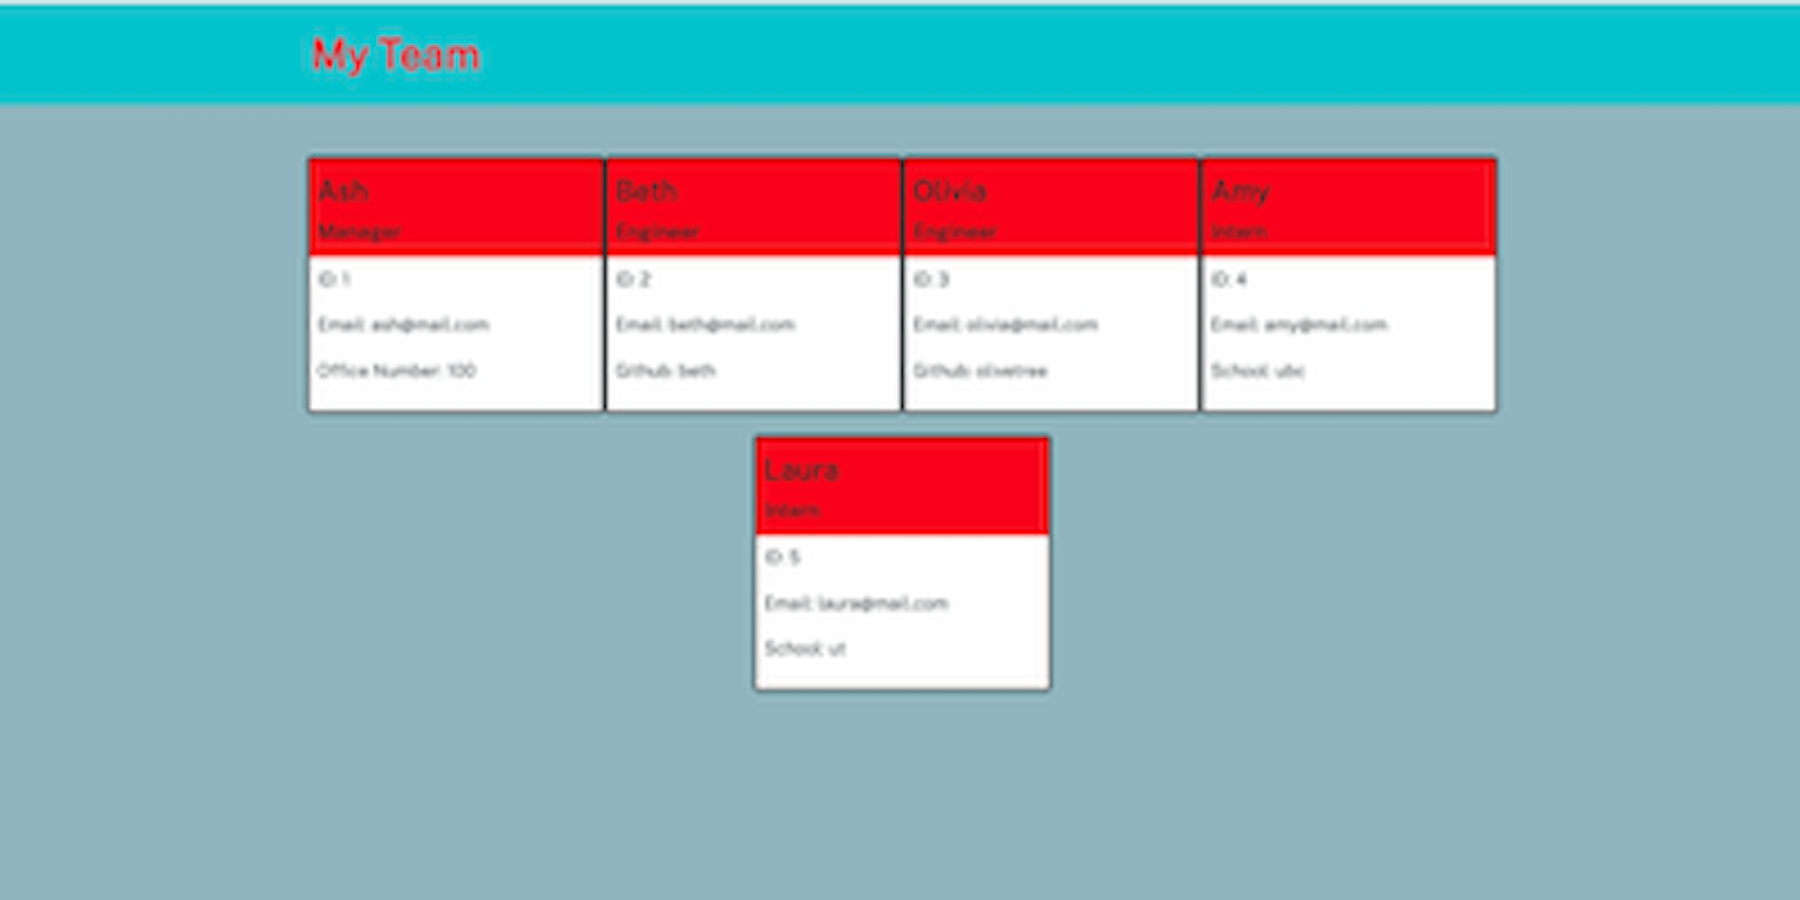 My Team
Ash
Manager
ID: 1
Email: ash@mail.com
Office Number: 100
Beth
Engineer
ID: 2
Email: beth@mail.com
Github: beth
Olivia
Engineer
ID: 3
Email: olivia@mail.com
Github: olivetree
Amy
Intern
ID: 4
Email: amy@mail.com
School: ubc
Laura
Intern
ID: 5
Email: laura@mail.com
School: ut